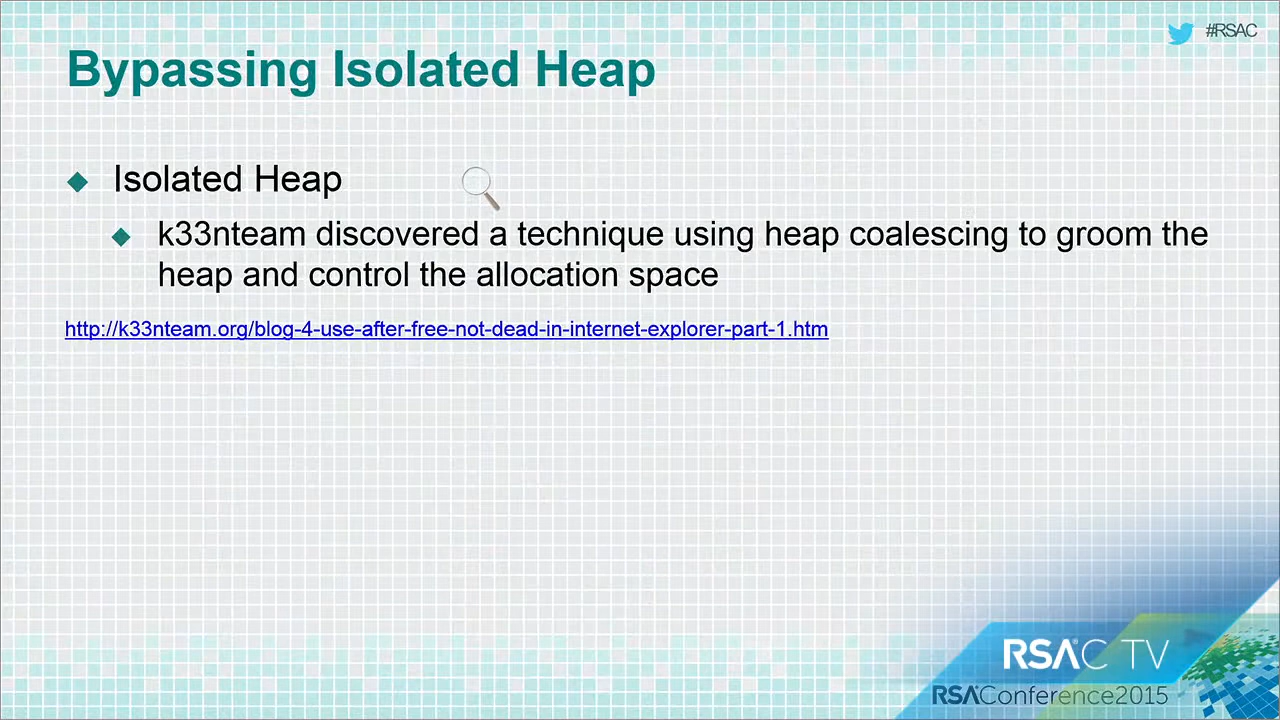 #RSAC
Bypassing Isolated Heap
Isolated Heap
k33nteam discovered a technique using heap coalescing to groom the
heap and control the allocation space
http://k33nteam.org/blog-4-use-after-free-not-dead-in-internet-explorer-part-1.htm
RSAC TV
RSAConference2015